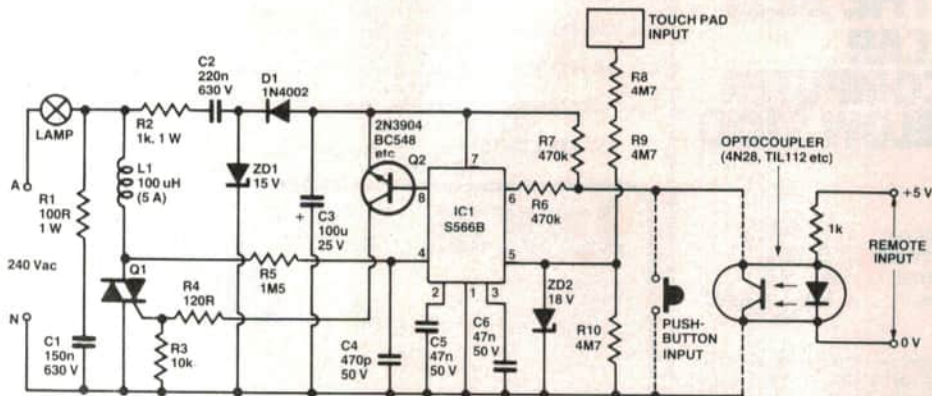 TOUCH PAD
INPUT
C2
220n
630 V
D1
1N4002
R8
4M7
LAMP
R2
1k. 1 W
2N3904
BC548
etc
Q2
R7
470k
R9
4M7
OPTOCOUPLER
(4N28, TIL112 etc)
A
L1
100 uH
(5 A)
ZD1
15 V
7
8
6
R6
470k
+5 V
R1
100R
1 W
+
C3
100u
25 V
IC1
S566B
1k
REMOTE
INPUT
240 Vac
Q1
R5
1M5
4
5
R4
120R
2
1
3
ZD2
18 V
PUSH-
BUTTON
INPUT
N
R3
10k
C4
470p
50 V
C5
47n
50 V
C6
47n
50 V
R10
4M7
0 V
C1
150n
630 V